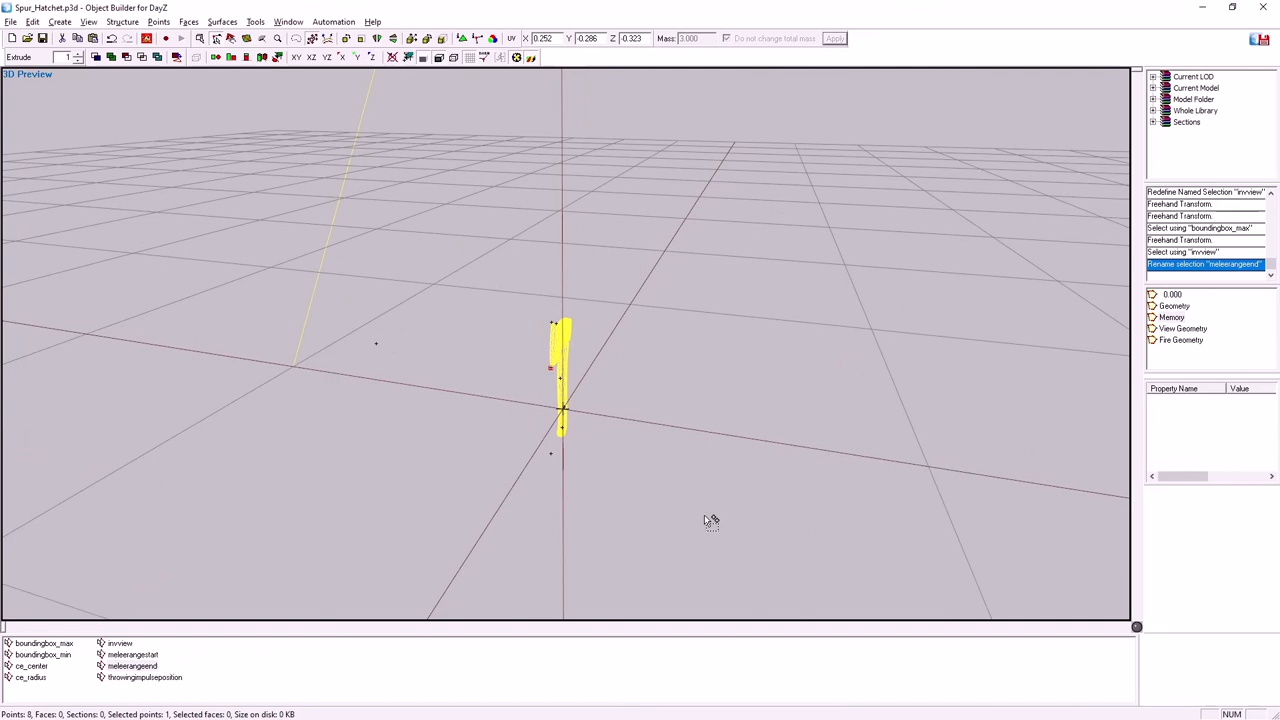 Spur_Hatchet.p3d - Object Builder for DayZ
File Edit Create View Structure Points Faces Surfaces Tools Window Automation Help
UV X 0.252 Y -0.286 Z -0.323 Mass: 3.000 Do not change total mass Apply
Extrude 1 XY XZ YZ X Y Z
3D Preview
Current LOD
Current Model
Model Folder
Whole Library
Sections
Redefine Named Selection "invview"
Freehand Transform.
Freehand Transform.
Select using "boundingbox_max"
Freehand Transform.
Select using "invview"
Rename selection "meleerangeend"
0.000
Geometry
Memory
View Geometry
Fire Geometry
Property Name Value
boundingbox_max invview
boundingbox_min meleerangestart
ce_center meleerangeend
ce_radius throwingimpulseposition
Points: 8, Faces: 0, Sections: 0, Selected points: 1, Selected faces: 0, Size on disk: 0 KB
NUM